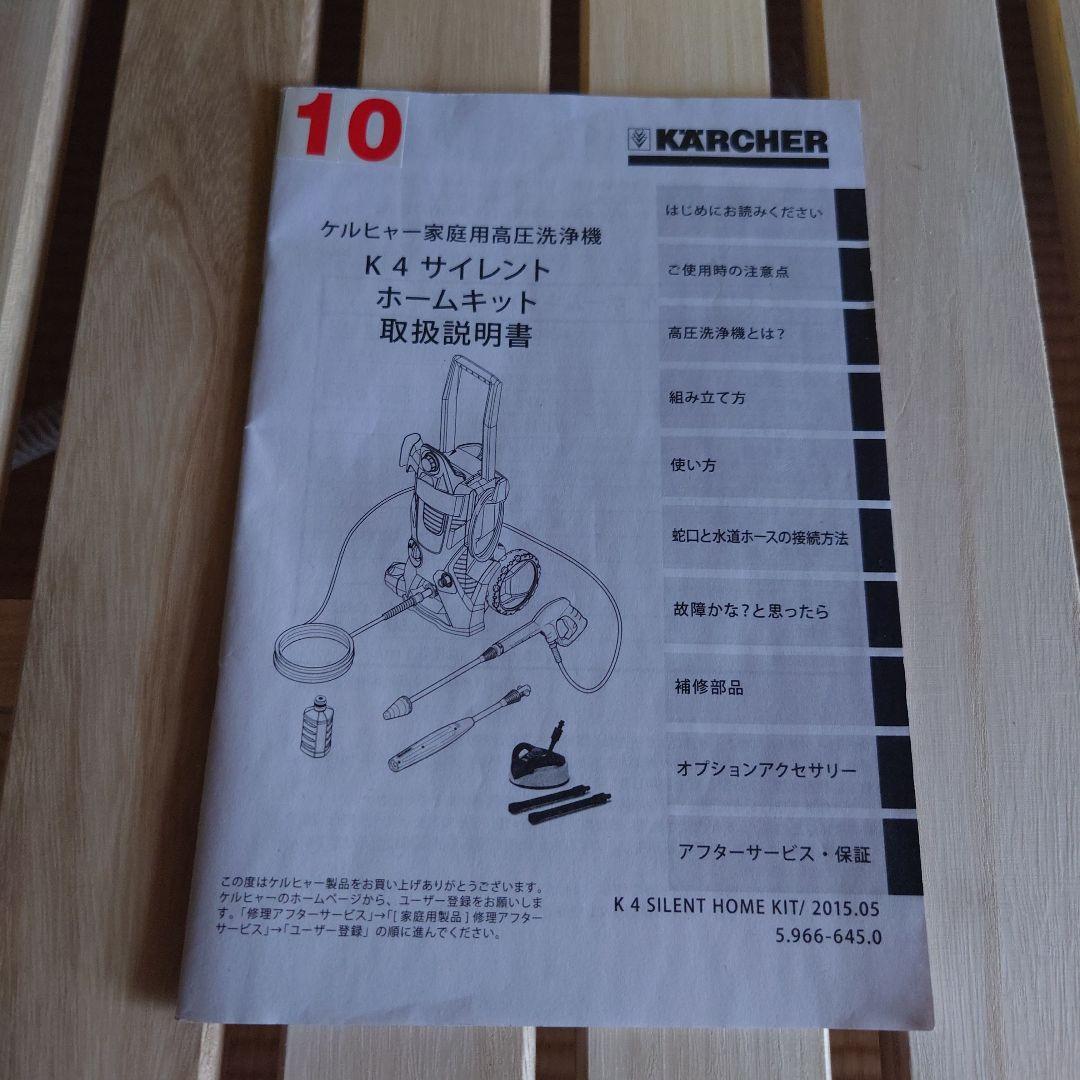 10
KÄRCHER
ケルヒャー家庭用高圧洗浄機
K 4 サイレント
ホームキット
取扱説明書
はじめにお読みください
ご使用時の注意点
高圧洗浄機とは?
組み立て方
使い方
蛇口と水道ホースの接続方法
故障かな?と思ったら
補修部品
オプションアクセサリー
アフターサービス・保証
この度はケルヒャー製品をお買い上げありがとうございます。
ケルヒャーのホームページから、ユーザー登録をお願いしま
す。「修理アフターサービス」→「[ 家庭用製品 ] 修理アフター
サービス」→「ユーザー登録」の順に進んでください。
K 4 SILENT HOME KIT/ 2015.05
5.966-645.0